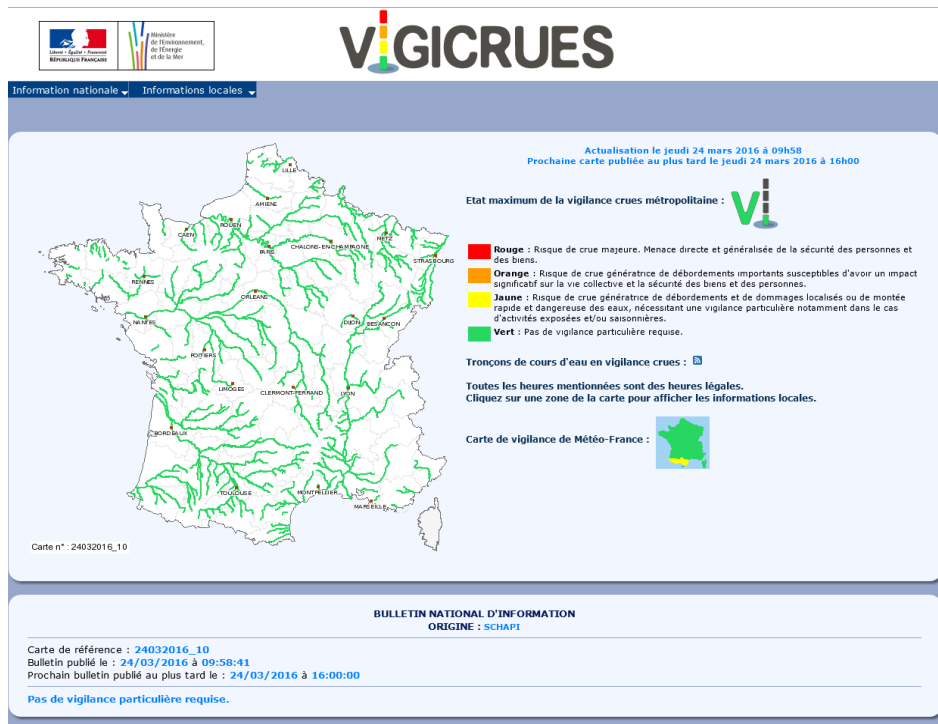 Liberté • Égalité • Fraternité
RÉPUBLIQUE FRANÇAISE
Ministère
de l'Environnement,
de l'Énergie
et de la Mer
VIGICRUES
Information nationale
Informations locales
LILLE
AMIENS
ROUEN
CAEN
METZ
CHALONS-EN-CHAMPAGNE
PARIS
STRASBOURG
RENNES
ORLEANS
NANTES
DIJON
BESANCON
POITIERS
LIMOGES
CLERMONT-FERRAND
LYON
BORDEAUX
TOULOUSE
MONTPELLIER
MARSEILLE
Carte n° : 24032016_10
Actualisation le jeudi 24 mars 2016 à 09h58
Prochaine carte publiée au plus tard le jeudi 24 mars 2016 à 16h00
Etat maximum de la vigilance crues métropolitaine :
VI
Rouge : Risque de crue majeure. Menace directe et généralisée de la sécurité des personnes et
des biens.
Orange : Risque de crue génératrice de débordements importants susceptibles d'avoir un impact
significatif sur la vie collective et la sécurité des biens et des personnes.
Jaune : Risque de crue génératrice de débordements et de dommages localisés ou de montée
rapide et dangereuse des eaux, nécessitant une vigilance particulière notamment dans le cas
d'activités exposées et/ou saisonnières.
Vert : Pas de vigilance particulière requise.
Tronçons de cours d'eau en vigilance crues :
Toutes les heures mentionnées sont des heures légales.
Cliquez sur une zone de la carte pour afficher les informations locales.
Carte de vigilance de Météo-France :
BULLETIN NATIONAL D'INFORMATION
ORIGINE : SCHAPI
Carte de référence : 24032016_10
Bulletin publié le : 24/03/2016 à 09:58:41
Prochain bulletin publié au plus tard le : 24/03/2016 à 16:00:00
Pas de vigilance particulière requise.